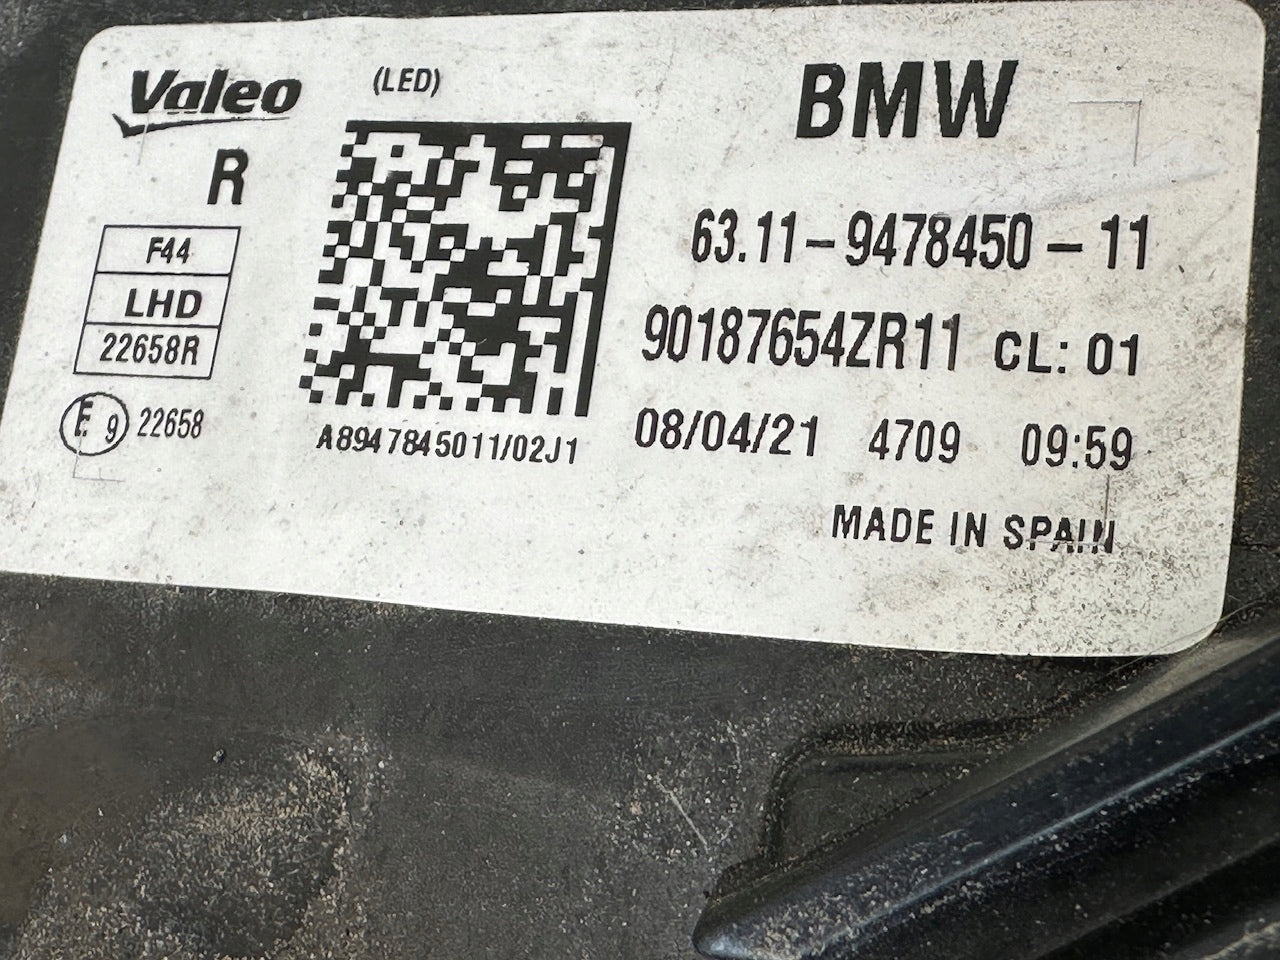 Valeo (LED) BMW
R
63.11-9478450-11
F44
LHD
22658R
90187654ZR11 CL: 01
E9 22658
A8947845011/02J1
08/04/21 4709 09:59
MADE IN SPAIN